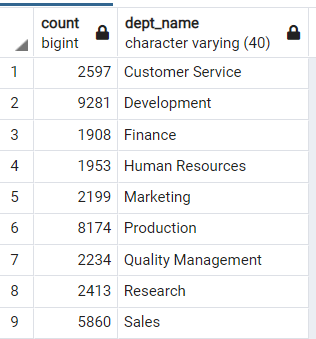 count dept_name
bigint character varying (40)
1 2597 Customer Service
2 9281 Development
3 1908 Finance
4 1953 Human Resources
5 2199 Marketing
6 8174 Production
7 2234 Quality Management
8 2413 Research
9 5860 Sales